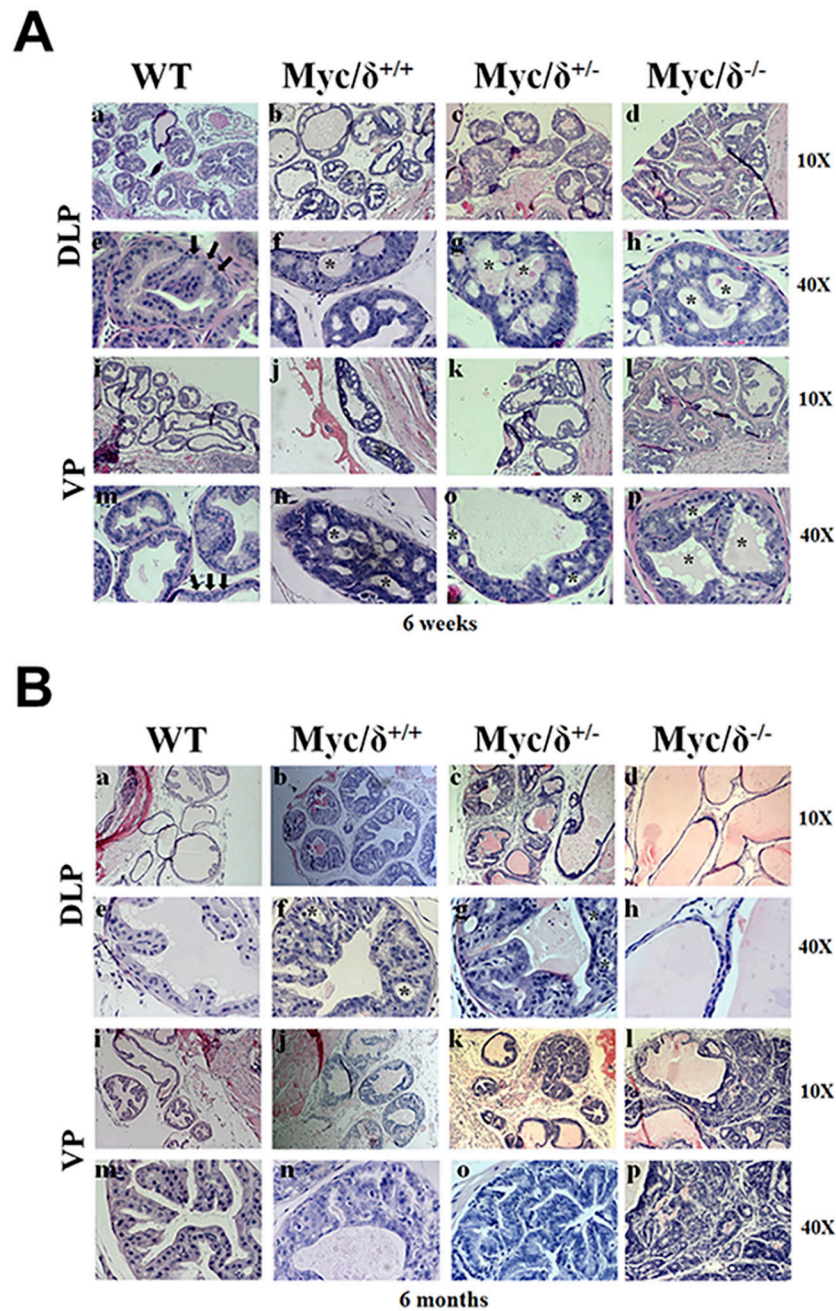 A
WT Myc/δ+/+ Myc/δ+/- Myc/δ-/-
DLP
a b c d 10X
e f * g * * h * * 40X
VP
i j k l 10X
m n * * o * * * p * * * 40X
6 weeks
B
WT Myc/δ+/+ Myc/δ+/- Myc/δ-/-
DLP
a b c d 10X
e f * * g * * h 40X
VP
i j k l 10X
m n o p 40X
6 months